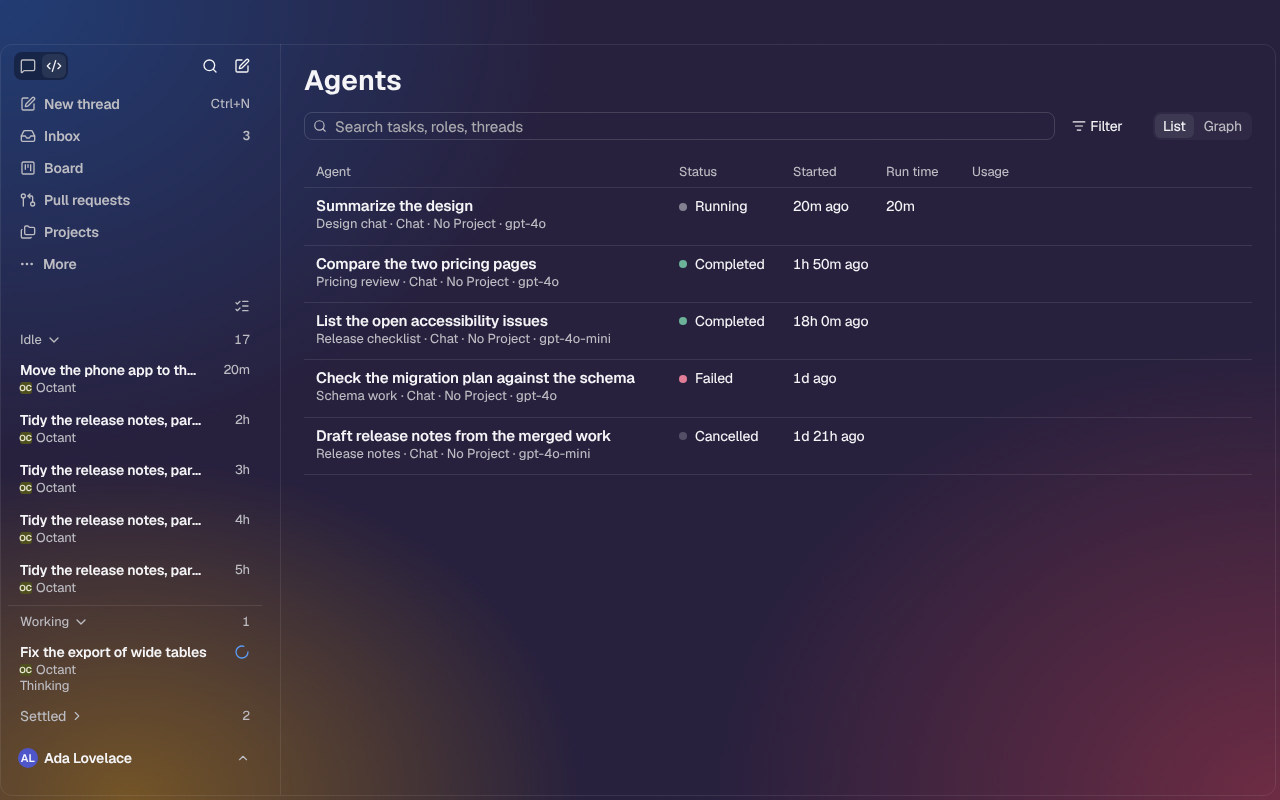 New thread Ctrl+N
Inbox 3
Board
Pull requests
Projects
More
Idle 17
Move the phone app to th... 20m
OC Octant
Tidy the release notes, par... 2h
OC Octant
Tidy the release notes, par... 3h
OC Octant
Tidy the release notes, par... 4h
OC Octant
Tidy the release notes, par... 5h
OC Octant
Working 1
Fix the export of wide tables
OC Octant
Thinking
Settled 2
AL Ada Lovelace
Agents
Search tasks, roles, threads Filter List Graph
Agent Status Started Run time Usage
Summarize the design Running 20m ago 20m
Design chat · Chat · No Project · gpt-4o
Compare the two pricing pages Completed 1h 50m ago
Pricing review · Chat · No Project · gpt-4o
List the open accessibility issues Completed 18h 0m ago
Release checklist · Chat · No Project · gpt-4o-mini
Check the migration plan against the schema Failed 1d ago
Schema work · Chat · No Project · gpt-4o
Draft release notes from the merged work Cancelled 1d 21h ago
Release notes · Chat · No Project · gpt-4o-mini